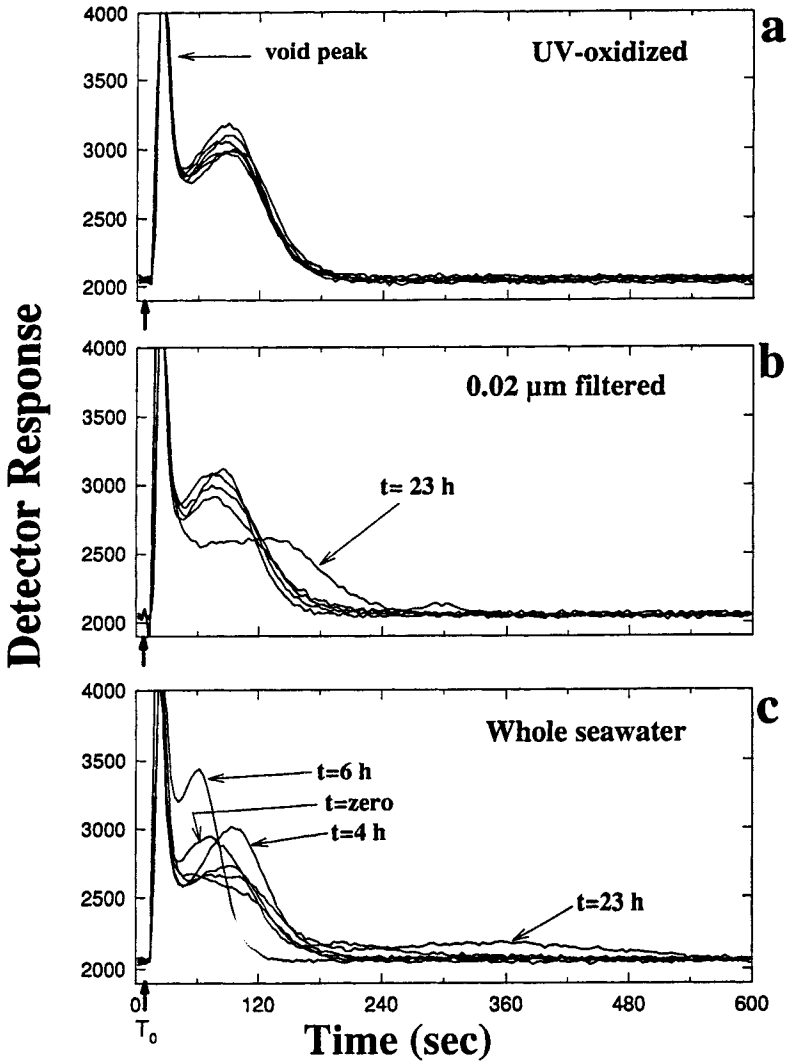 4000
a
void peak
UV-oxidized
3500
3000
2500
2000
4000
b
0.02 µm filtered
3500
t= 23 h
3000
2500
2000
4000
c
Whole seawater
3500
t=6 h
t=zero
3000
t=4 h
2500
t=23 h
2000
0 120 240 360 480 600
T0
Time (sec)
Detector Response